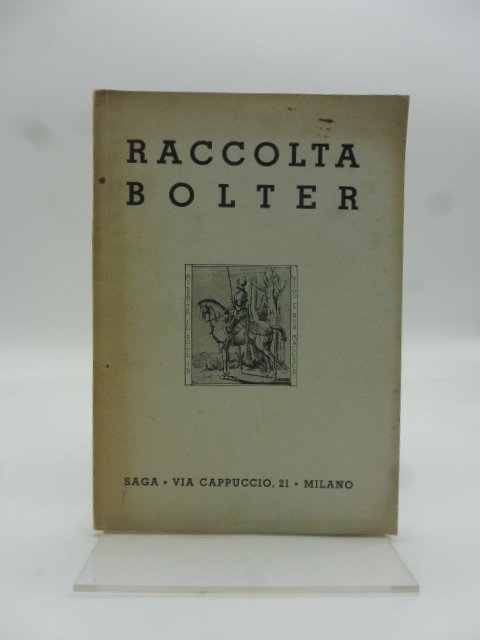 RACCOLTA
BOLTER
SAGA • VIA CAPPUCCIO, 21 • MILANO